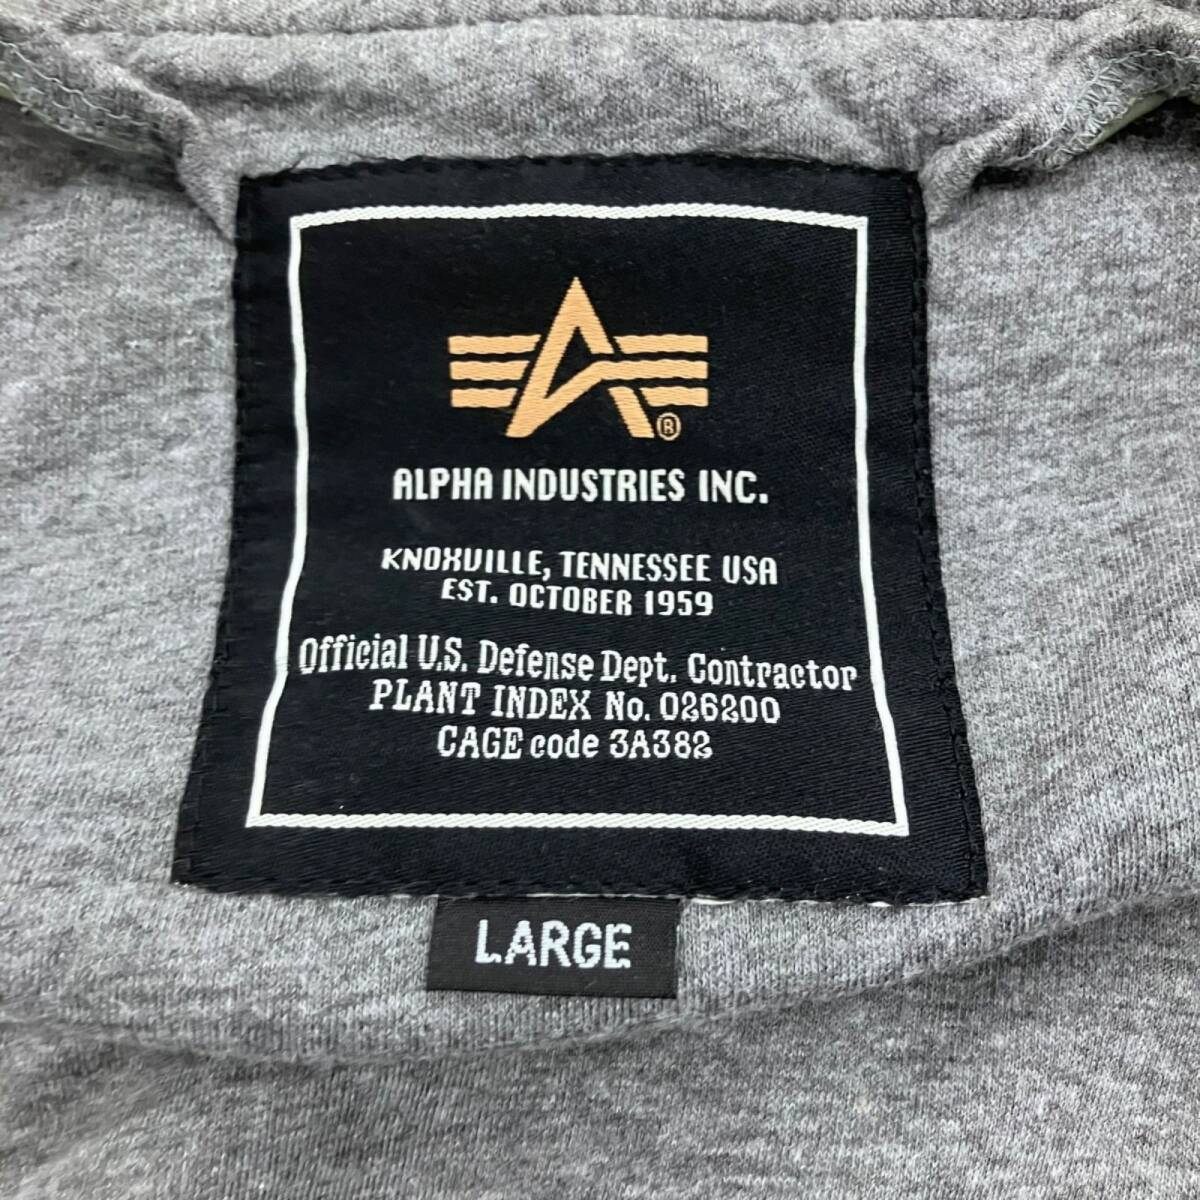 ®
ALPHA INDUSTRIES INC.
KNOXVILLE, TENNESSEE USA
EST. OCTOBER 1959
Official U.S. Defense Dept. Contractor
PLANT INDEX No. 026200
CAGE code 3A382
LARGE